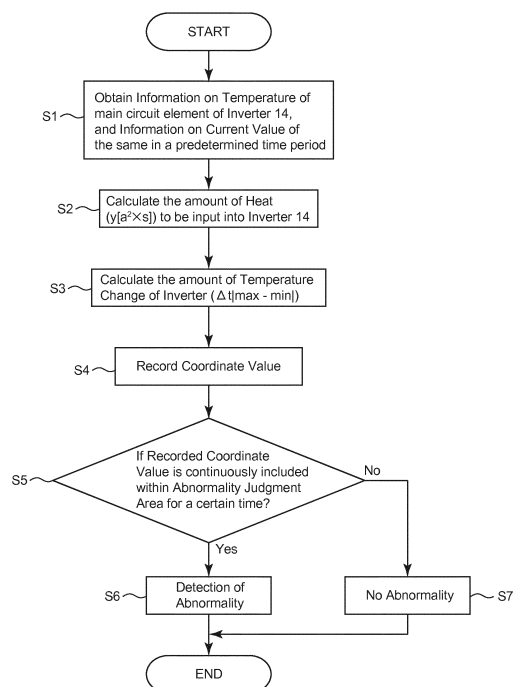 START
S1
Obtain Information on Temperature of
main circuit element of Inverter 14,
and Information on Current Value of
the same in a predetermined time period
S2
Calculate the amount of Heat
(y[a²×s]) to be input into Inverter 14
S3
Calculate the amount of Temperature
Change of Inverter (Δt|max - min|)
S4
Record Coordinate Value
S5
If Recorded Coordinate
Value is continuously included
within Abnormality Judgment
Area for a certain time?
No
Yes
S6
Detection of
Abnormality
No Abnormality
S7
END